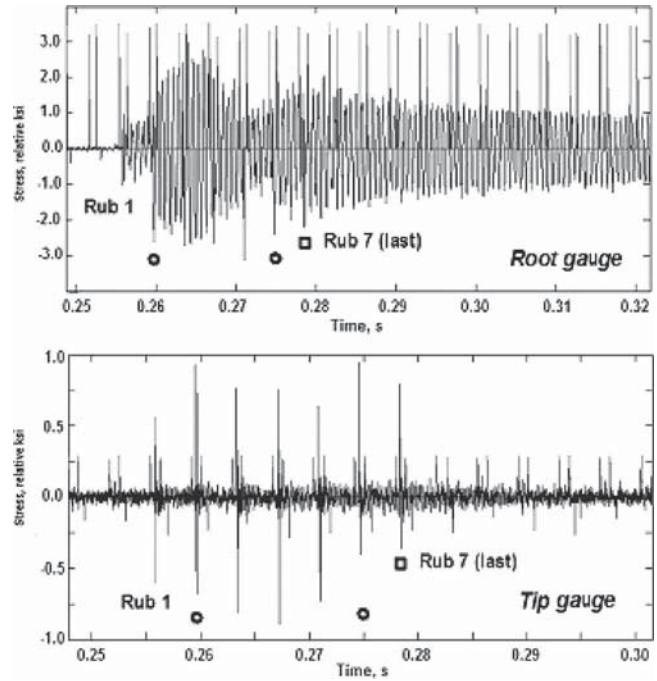 3.0
2.0
1.0
0.0
-1.0
-2.0
-3.0
Stress, relative ksi
Rub 1
Rub 7 (last)
Root gauge
0.25 0.26 0.27 0.28 0.29 0.30 0.31 0.32
Time, s
1.0
0.5
0.0
-0.5
-1.0
Stress, relative ksi
Rub 1
Rub 7 (last)
Tip gauge
0.25 0.26 0.27 0.28 0.29 0.30
Time, s